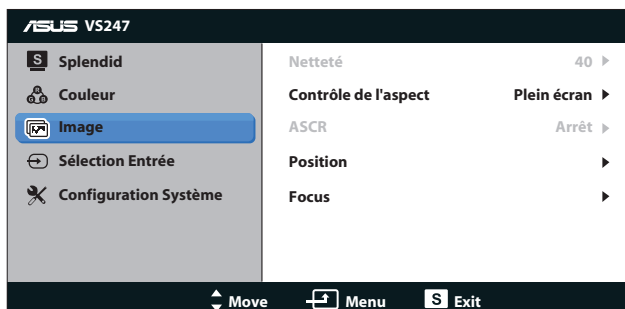 ASUS VS247
S Splendid
R G B Couleur
Image
Sélection Entrée
Configuration Système
Netteté 40
Contrôle de l'aspect Plein écran
ASCR Arrêt
Position
Focus
Move Menu S Exit